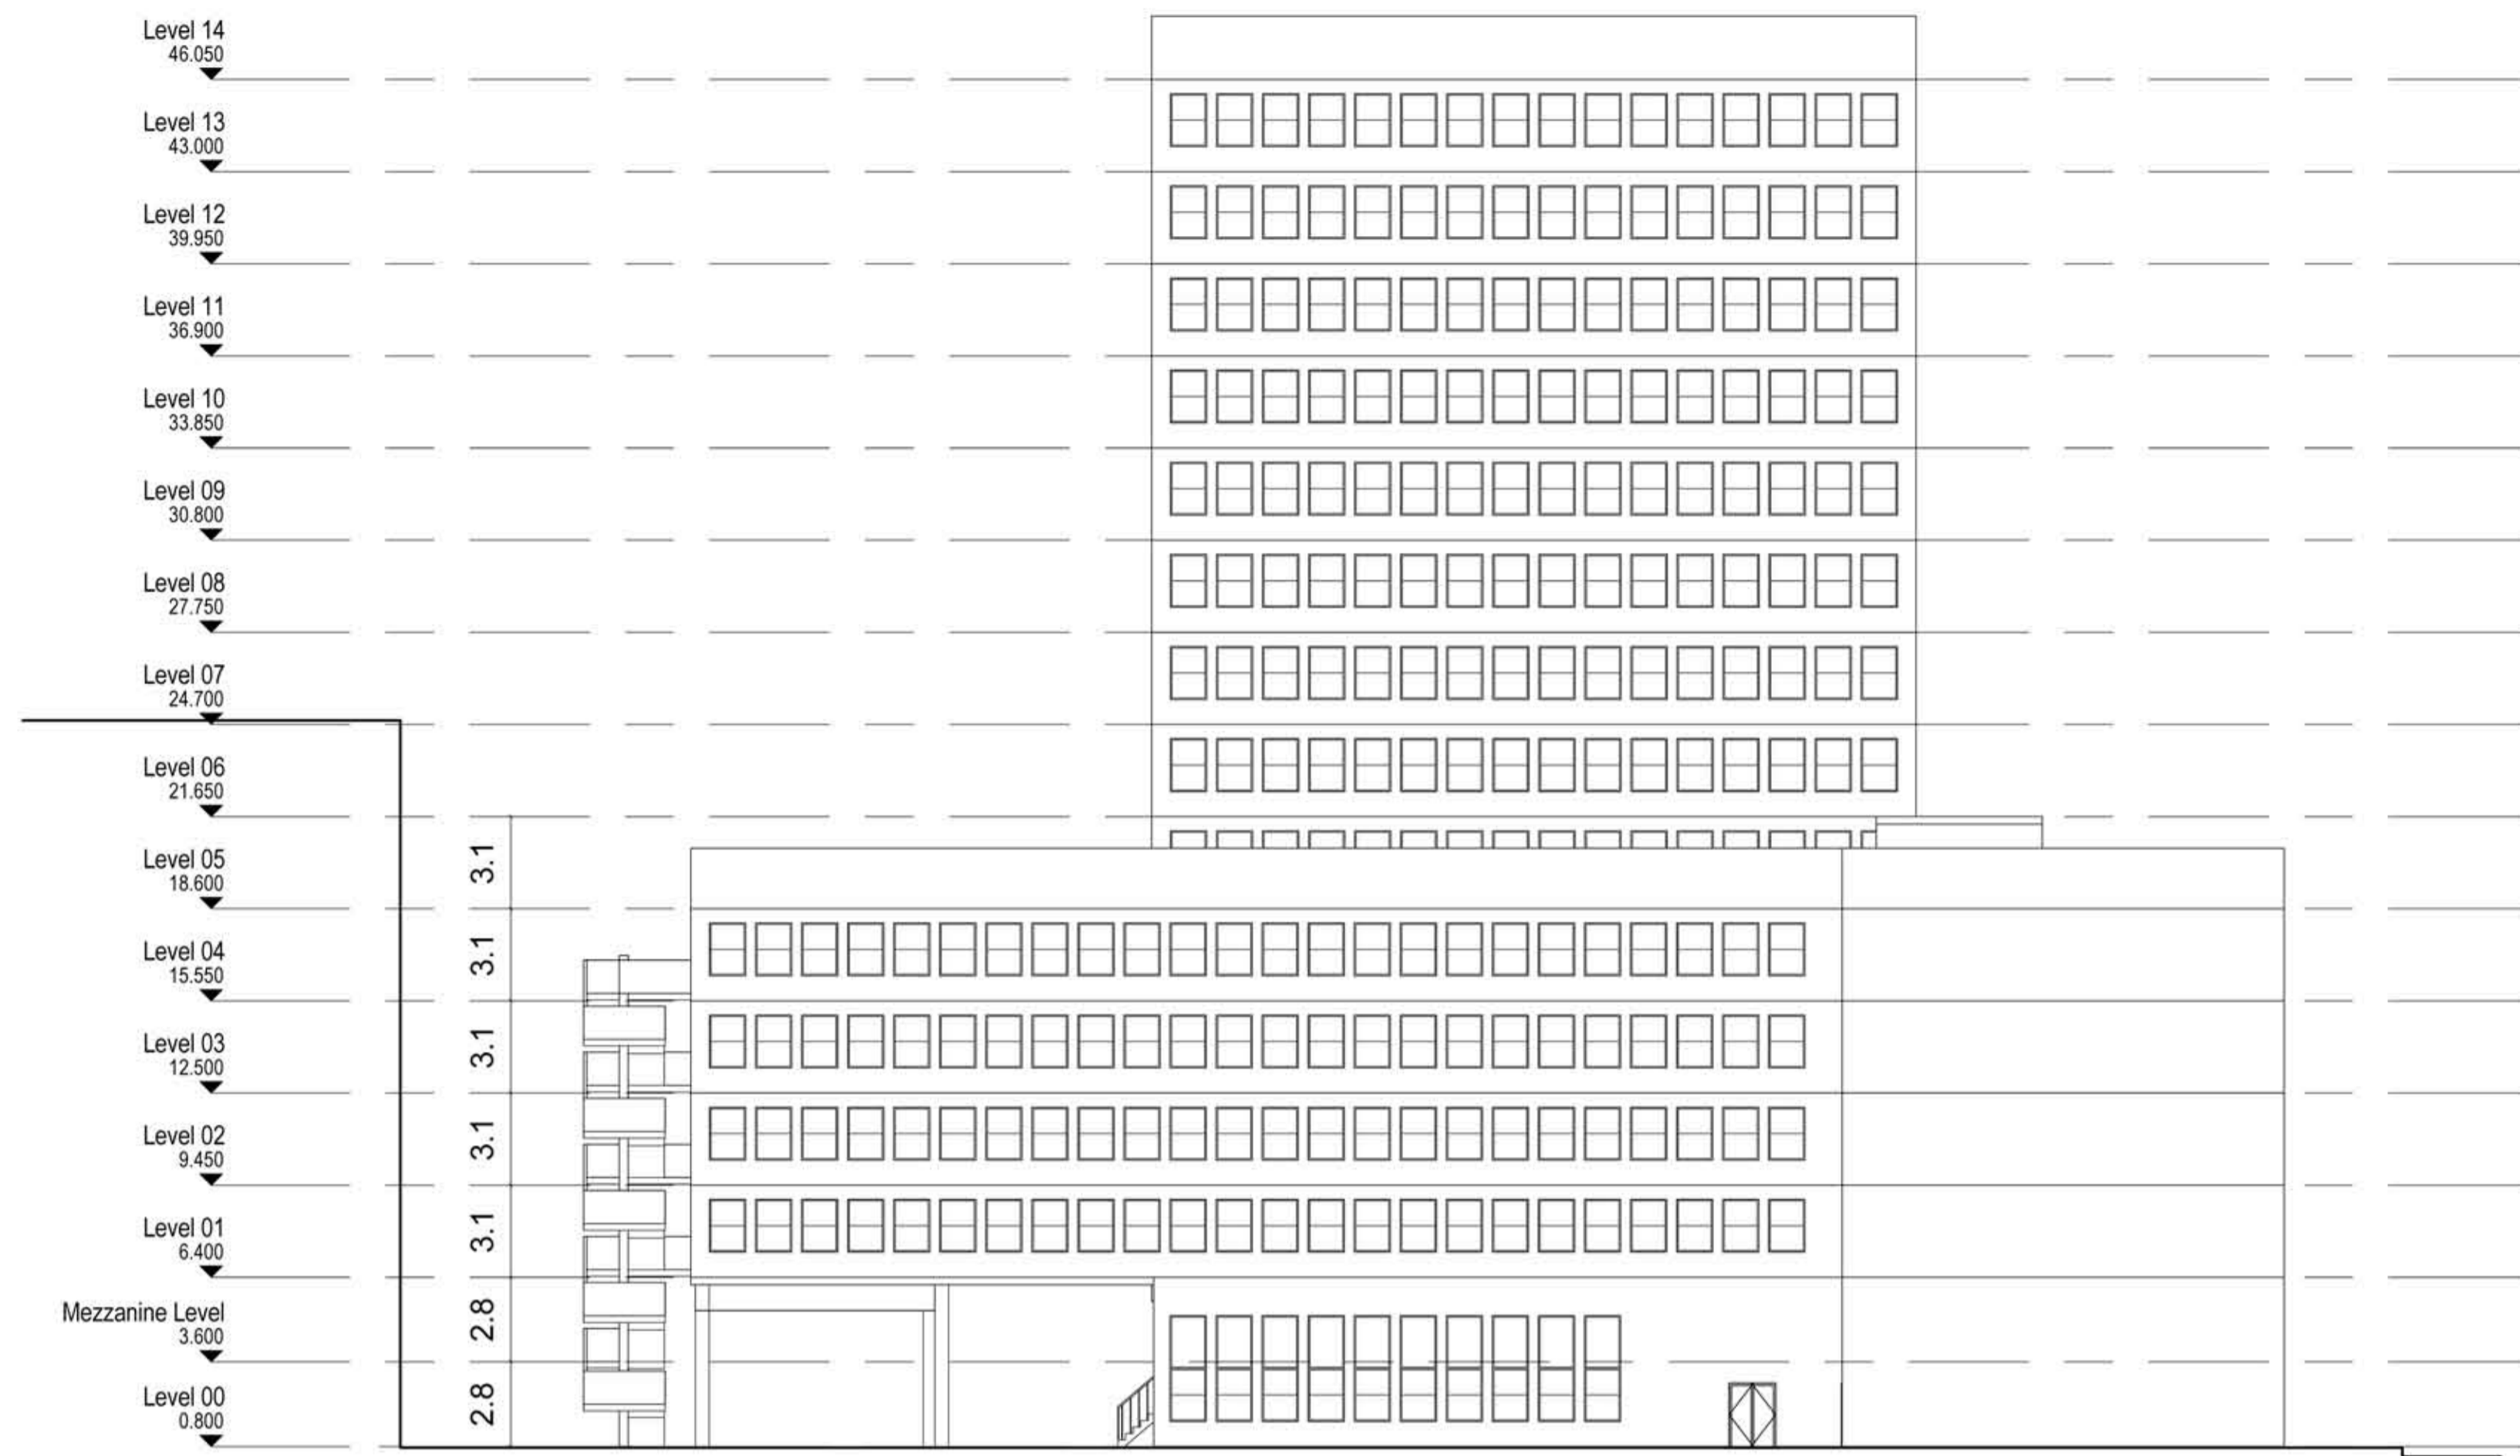 Level 14
46.050
Level 13
43.000
Level 12
39.950
Level 11
36.900
Level 10
33.850
Level 09
30.800
Level 08
27.750
Level 07
24.700
Level 06
21.650
3.1
Level 05
18.600
3.1
Level 04
15.550
3.1
Level 03
12.500
3.1
Level 02
9.450
3.1
Level 01
6.400
2.8
Mezzanine Level
3.600
2.8
Level 00
0.800